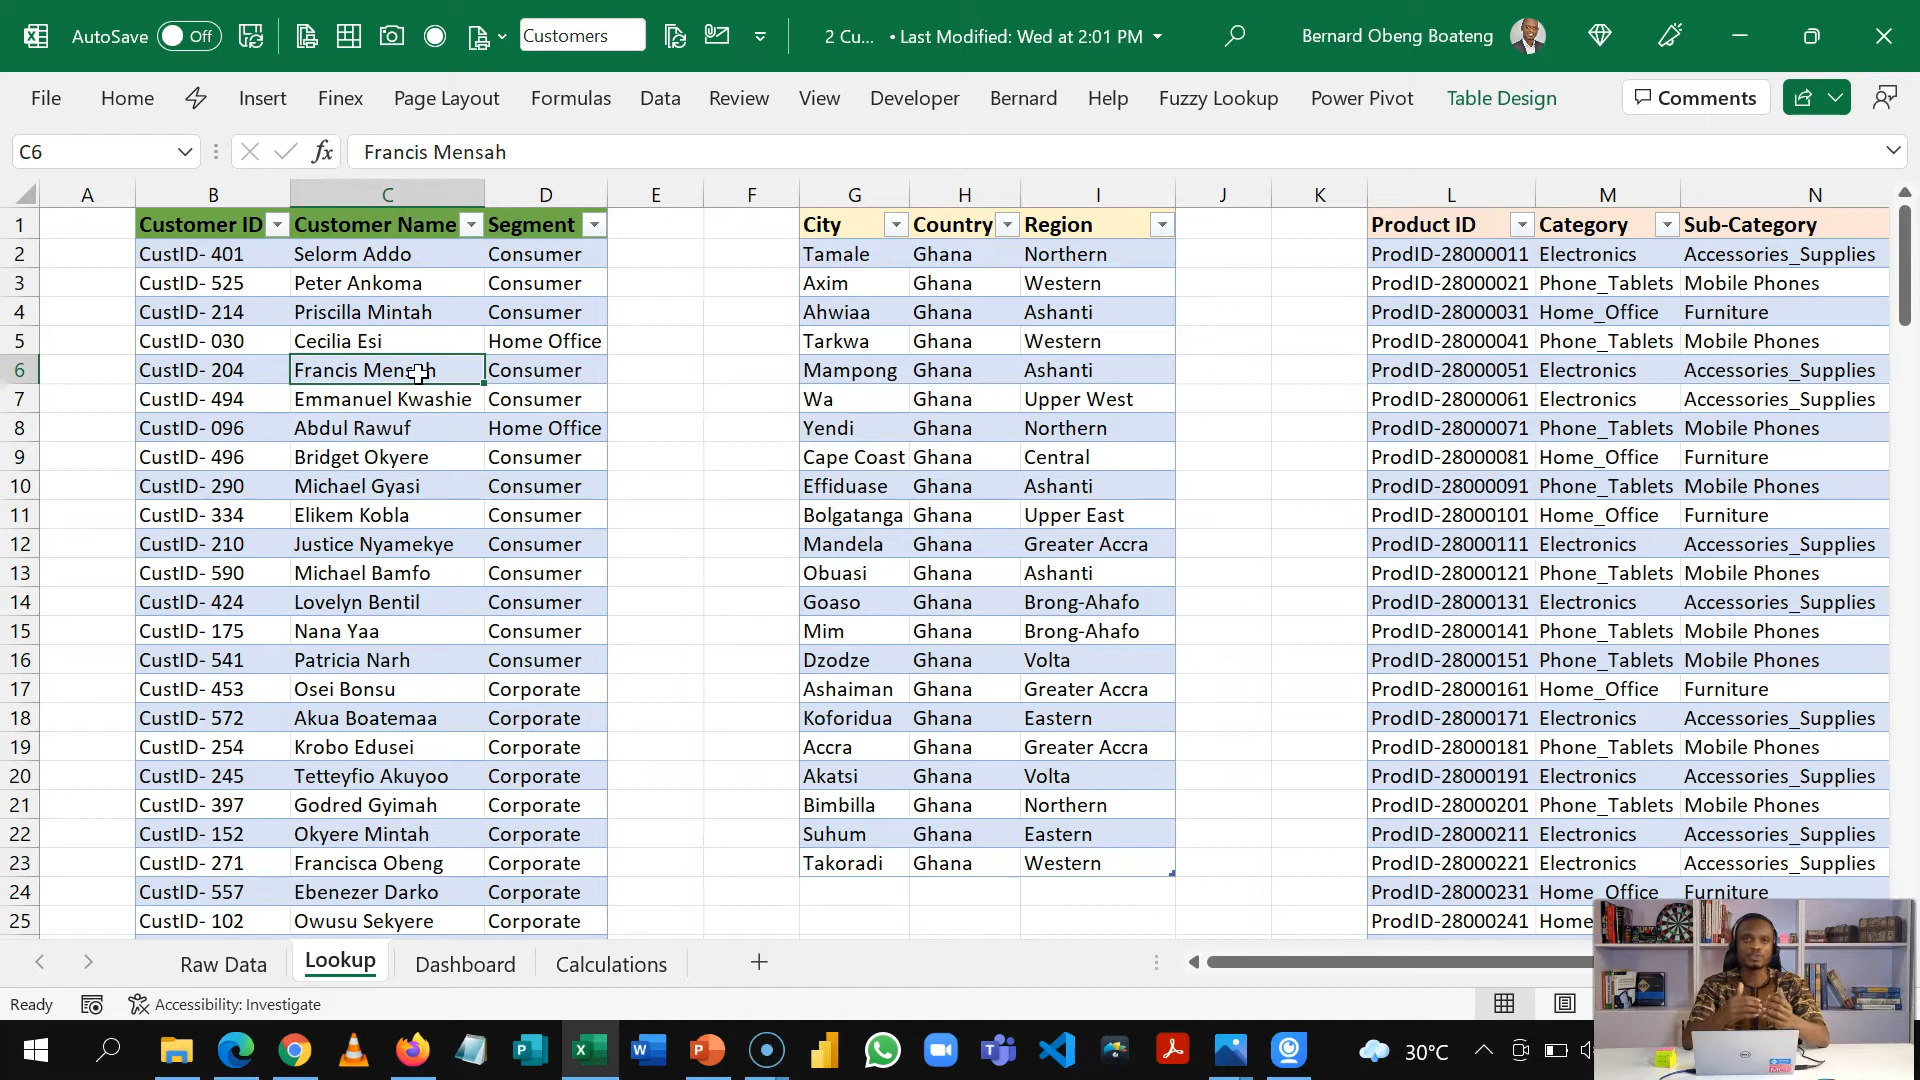 AutoSave Off Customers 2 Cu... • Last Modified: Wed at 2:01 PM Bernard Obeng Boateng
File Home Insert Finex Page Layout Formulas Data Review View Developer Bernard Help Fuzzy Lookup Power Pivot Table Design Comments
C6 fx Francis Mensah
A B C D E F G H I J K L M N
1 Customer ID Customer Name Segment City Country Region Product ID Category Sub-Category
2 CustID- 401 Selorm Addo Consumer Tamale Ghana Northern ProdID-28000011 Electronics Accessories_Supplies
3 CustID- 525 Peter Ankoma Consumer Axim Ghana Western ProdID-28000021 Phone_Tablets Mobile Phones
4 CustID- 214 Priscilla Mintah Consumer Ahwiaa Ghana Ashanti ProdID-28000031 Home_Office Furniture
5 CustID- 030 Cecilia Esi Home Office Tarkwa Ghana Western ProdID-28000041 Phone_Tablets Mobile Phones
6 CustID- 204 Francis Mensah Consumer Mampong Ghana Ashanti ProdID-28000051 Electronics Accessories_Supplies
7 CustID- 494 Emmanuel Kwashie Consumer Wa Ghana Upper West ProdID-28000061 Electronics Accessories_Supplies
8 CustID- 096 Abdul Rawuf Home Office Yendi Ghana Northern ProdID-28000071 Phone_Tablets Mobile Phones
9 CustID- 496 Bridget Okyere Consumer Cape Coast Ghana Central ProdID-28000081 Home_Office Furniture
10 CustID- 290 Michael Gyasi Consumer Effiduase Ghana Ashanti ProdID-28000091 Phone_Tablets Mobile Phones
11 CustID- 334 Elikem Kobla Consumer Bolgatanga Ghana Upper East ProdID-28000101 Home_Office Furniture
12 CustID- 210 Justice Nyamekye Consumer Mandela Ghana Greater Accra ProdID-28000111 Electronics Accessories_Supplies
13 CustID- 590 Michael Bamfo Consumer Obuasi Ghana Ashanti ProdID-28000121 Phone_Tablets Mobile Phones
14 CustID- 424 Lovelyn Bentil Consumer Goaso Ghana Brong-Ahafo ProdID-28000131 Electronics Accessories_Supplies
15 CustID- 175 Nana Yaa Consumer Mim Ghana Brong-Ahafo ProdID-28000141 Phone_Tablets Mobile Phones
16 CustID- 541 Patricia Narh Consumer Dzodze Ghana Volta ProdID-28000151 Phone_Tablets Mobile Phones
17 CustID- 453 Osei Bonsu Corporate Ashaiman Ghana Greater Accra ProdID-28000161 Home_Office Furniture
18 CustID- 572 Akua Boatemaa Corporate Koforidua Ghana Eastern ProdID-28000171 Electronics Accessories_Supplies
19 CustID- 254 Krobo Edusei Corporate Accra Ghana Greater Accra ProdID-28000181 Phone_Tablets Mobile Phones
20 CustID- 245 Tetteyfio Akuyoo Corporate Akatsi Ghana Volta ProdID-28000191 Electronics Accessories_Supplies
21 CustID- 397 Godred Gyimah Corporate Bimbilla Ghana Northern ProdID-28000201 Phone_Tablets Mobile Phones
22 CustID- 152 Okyere Mintah Corporate Suhum Ghana Eastern ProdID-28000211 Electronics Accessories_Supplies
23 CustID- 271 Francisca Obeng Corporate Takoradi Ghana Western ProdID-28000221 Electronics Accessories_Supplies
24 CustID- 557 Ebenezer Darko Corporate ProdID-28000231 Home_Office Furniture
25 CustID- 102 Owusu Sekyere Corporate ProdID-28000241 Home
Raw Data Lookup Dashboard Calculations
Ready Accessibility: Investigate
30°C